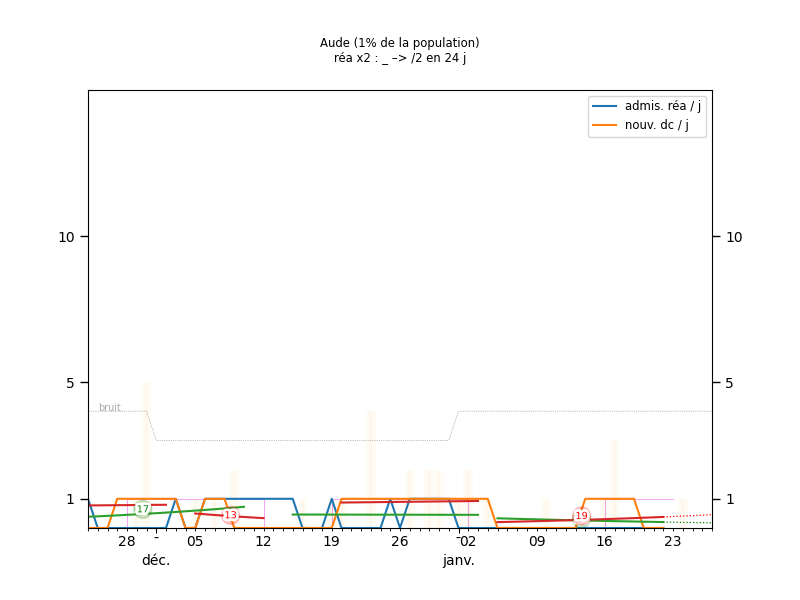 Aude (1% de la population)
réa x2 : _ –> /2 en 24 j
admis. réa / j
nouv. dc / j
10 10
5 5
bruit
17 13 19
1 1
28 - 05 12 19 26 02 09 16 23
déc. janv.